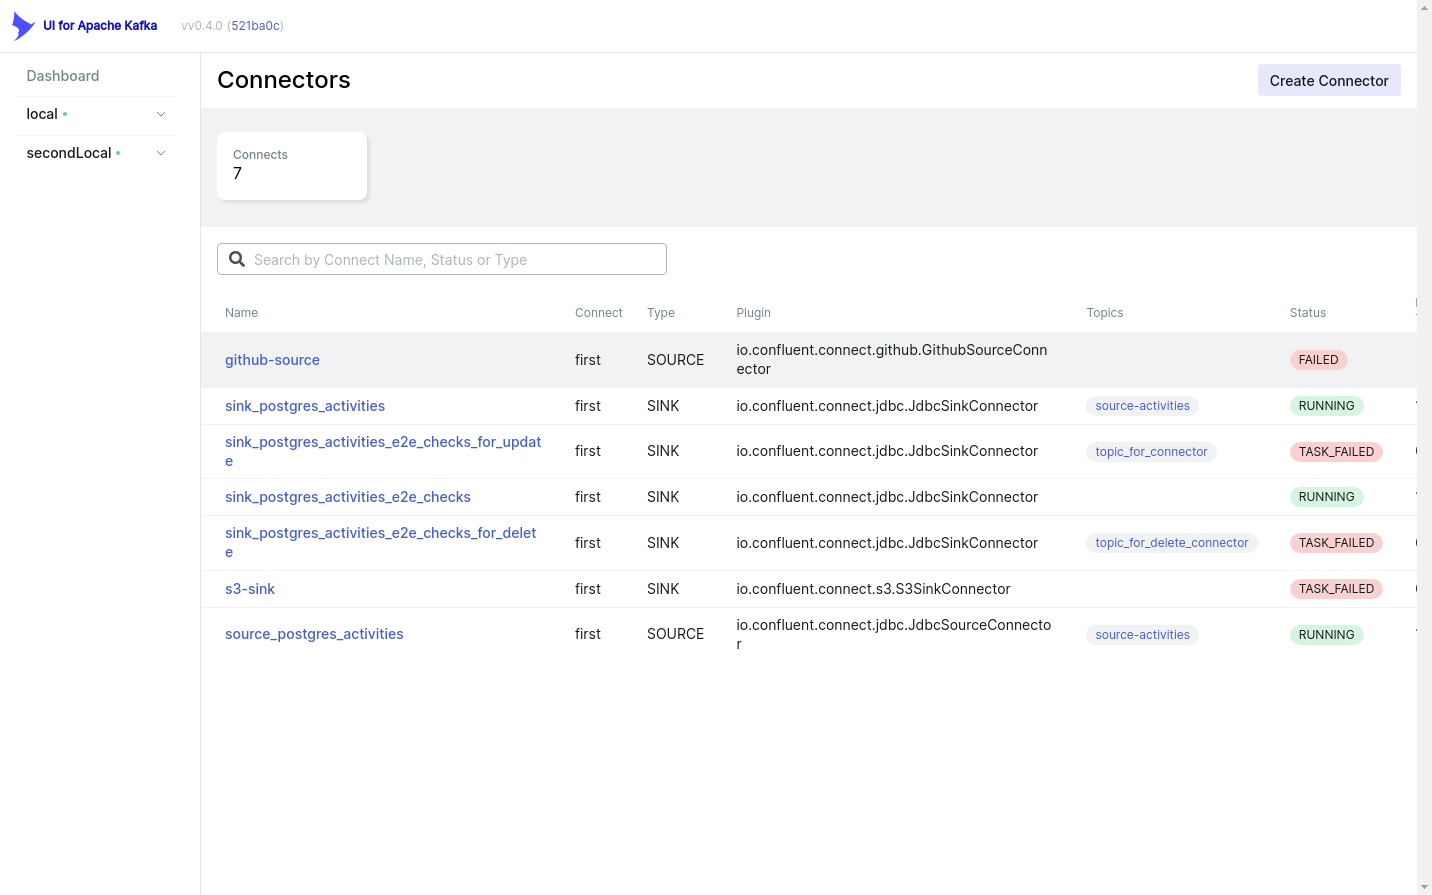 UI for Apache Kafka vv0.4.0 (521ba0c)
Dashboard
local
secondLocal
Connectors
Create Connector
Connects
7
Search by Connect Name, Status or Type
Name Connect Type Plugin Topics Status
github-source first SOURCE io.confluent.connect.github.GithubSourceConn
ector FAILED
sink_postgres_activities first SINK io.confluent.connect.jdbc.JdbcSinkConnector source-activities RUNNING
sink_postgres_activities_e2e_checks_for_updat
e first SINK io.confluent.connect.jdbc.JdbcSinkConnector topic_for_connector TASK_FAILED
sink_postgres_activities_e2e_checks first SINK io.confluent.connect.jdbc.JdbcSinkConnector RUNNING
sink_postgres_activities_e2e_checks_for_delet
e first SINK io.confluent.connect.jdbc.JdbcSinkConnector topic_for_delete_connector TASK_FAILED
s3-sink first SINK io.confluent.connect.s3.S3SinkConnector TASK_FAILED
source_postgres_activities first SOURCE io.confluent.connect.jdbc.JdbcSourceConnecto
r source-activities RUNNING